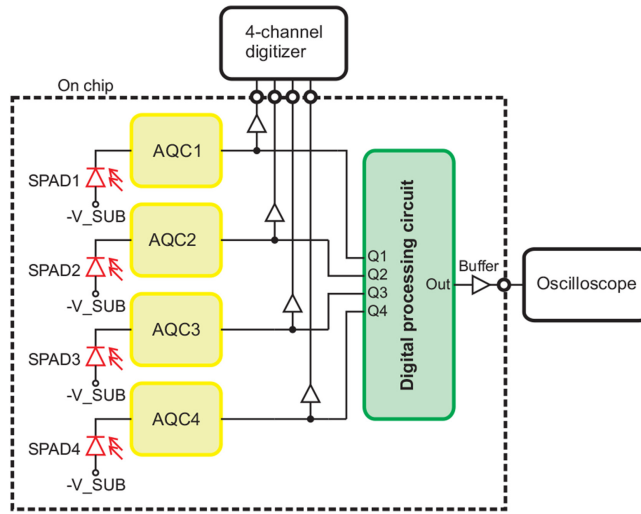 4-channel
digitizer
On chip
AQC1
SPAD1
-V_SUB
AQC2
SPAD2
-V_SUB
AQC3
SPAD3
-V_SUB
AQC4
SPAD4
-V_SUB
Q1
Q2
Q3
Q4
Digital processing circuit
Out
Buffer
Oscilloscope